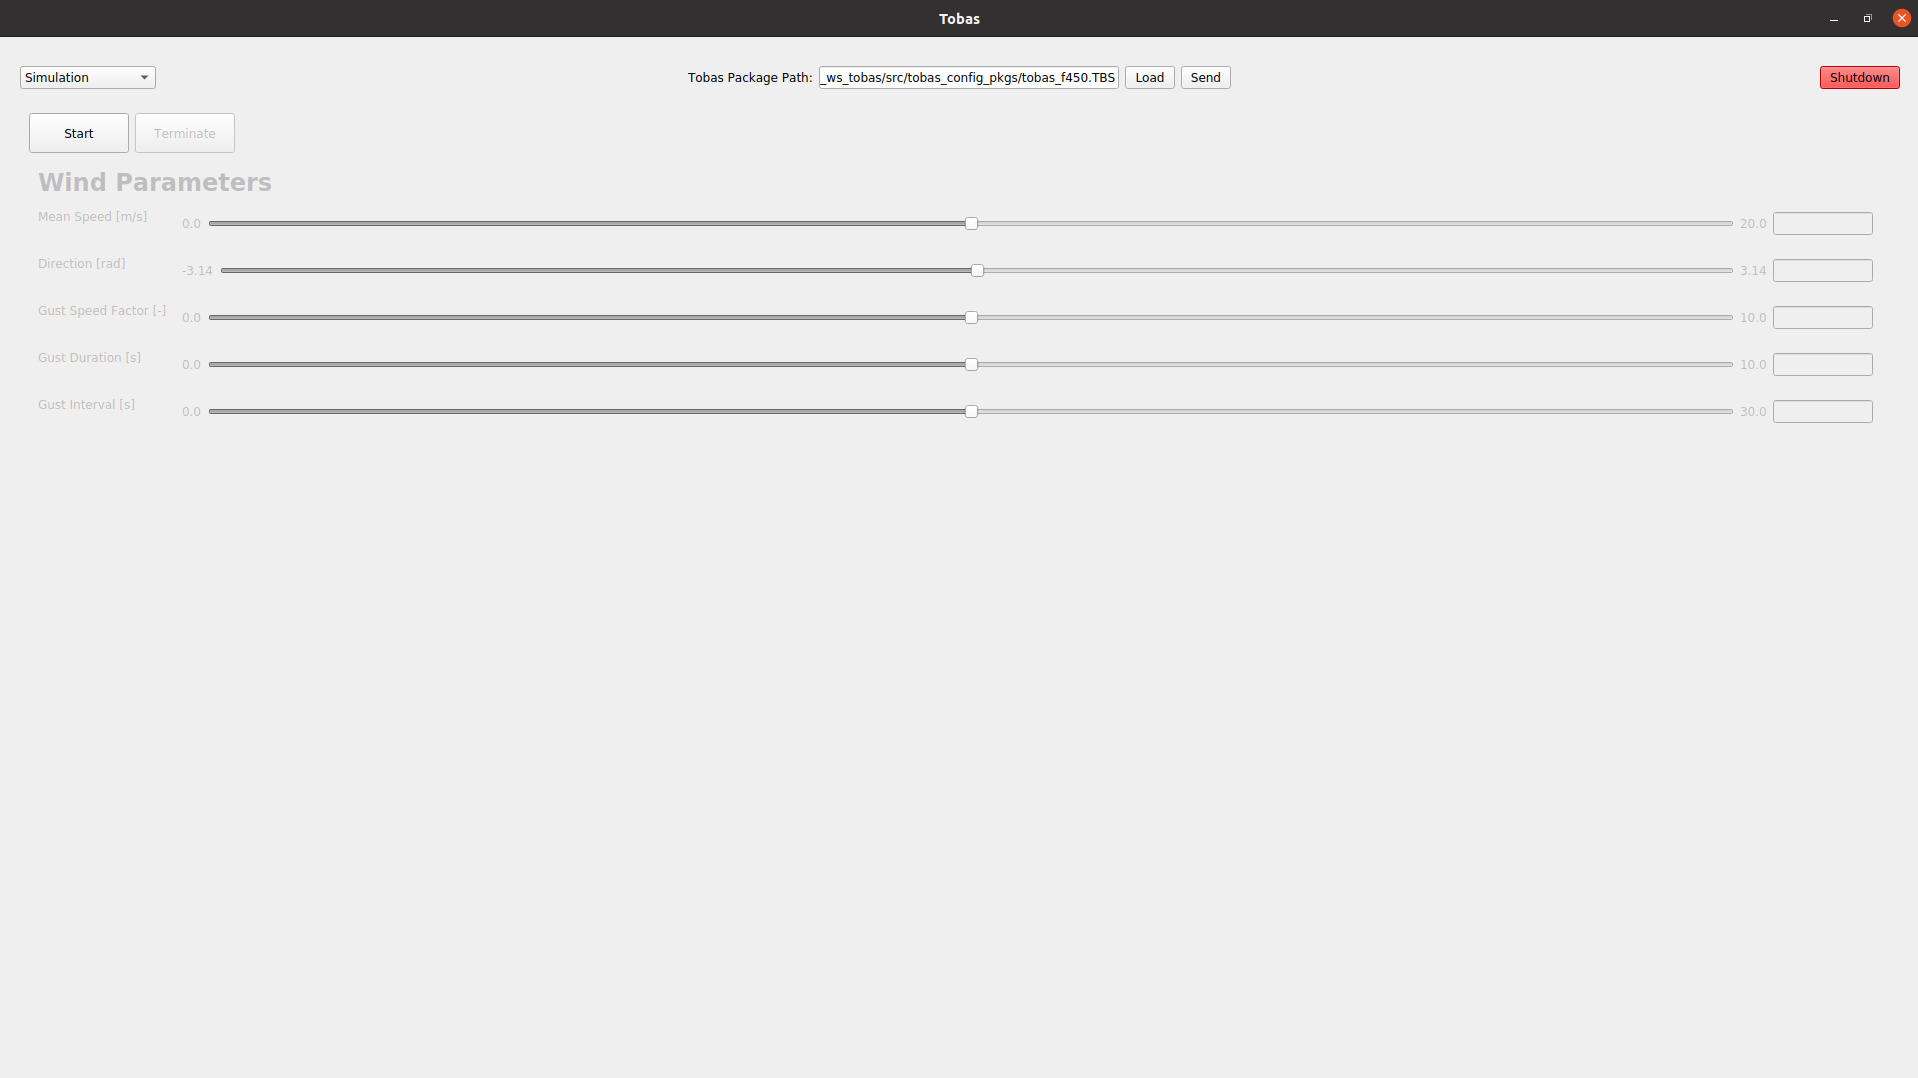 Tobas
Simulation
Tobas Package Path: _ws_tobas/src/tobas_config_pkgs/tobas_f450.TBS Load Send
Shutdown
Start Terminate
Wind Parameters
Mean Speed [m/s] 0.0 20.0
Direction [rad] -3.14 3.14
Gust Speed Factor [-] 0.0 10.0
Gust Duration [s] 0.0 10.0
Gust Interval [s] 0.0 30.0